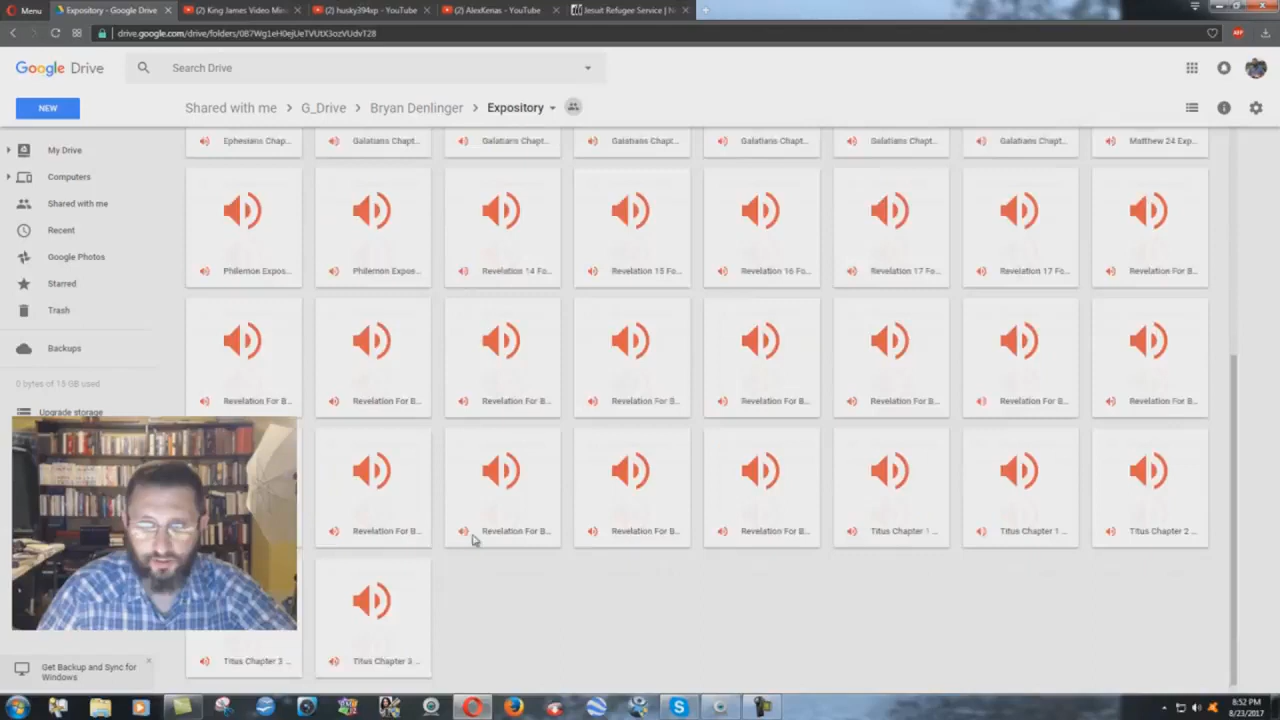 Menu
Expository - Google Drive
(2) King James Video Min
(2) husky394xp - YouTube
(2) AlexKenas - YouTube
Jesuit Refugee Service | N
drive.google.com/drive/folders/0B7Wg1eH0ejUeTVUtX3ozVUdvT28
Google Drive
Search Drive
NEW
Shared with me > G_Drive > Bryan Denlinger > Expository
My Drive
Computers
Shared with me
Recent
Google Photos
Starred
Trash
Backups
0 bytes of 15 GB used
Upgrade storage
Get Backup and Sync for
Windows
Ephesians Chap... Galatians Chapt... Galatians Chapt... Galatians Chapt... Galatians Chapt... Galatians Chapt... Galatians Chapt... Matthew 24 Exp...
Philemon Expos... Philemon Expos... Revelation 14 Fo... Revelation 15 Fo... Revelation 16 Fo... Revelation 17 Fo... Revelation 17 Fo... Revelation For B...
Revelation For B... Revelation For B... Revelation For B... Revelation For B... Revelation For B... Revelation For B... Revelation For B... Revelation For B...
Revelation For B... Revelation For B... Revelation For B... Revelation For B... Titus Chapter 1 ... Titus Chapter 1 ... Titus Chapter 2 ...
Titus Chapter 3 ... Titus Chapter 3 ...
8:52 PM
8/23/2017